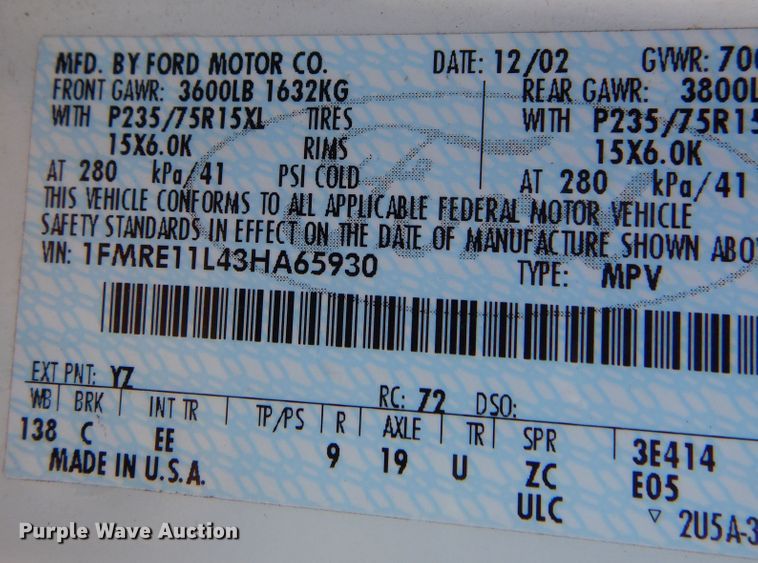 MFD. BY FORD MOTOR CO. DATE: 12/02 GVWR: 700
FRONT GAWR: 3600LB 1632KG REAR GAWR: 3800L
WITH P235/75R15XL TIRES WITH P235/75R15
15X6.0K RIMS 15X6.0K
AT 280 kPa/41 PSI COLD AT 280 kPa/41
THIS VEHICLE CONFORMS TO ALL APPLICABLE FEDERAL MOTOR VEHICLE
SAFETY STANDARDS IN EFFECT ON THE DATE OF MANUFACTURE SHOWN ABO
VIN: 1FMRE11L43HA65930 TYPE: MPV
EXT PNT: YZ RC: 72 DSO:
WB BRK INT TR TP/PS R AXLE TR SPR 3E414
138 C EE 9 19 U ZC E05
MADE IN U.S.A. ULC 2U5A-3
Purple Wave Auction